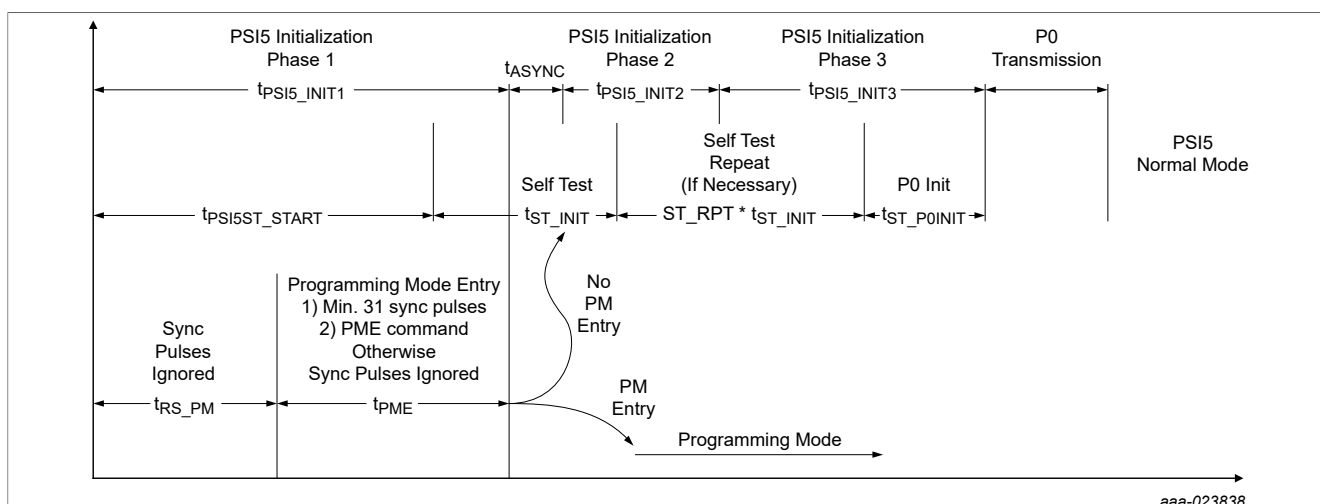 PSI5 Initialization
Phase 1
tPSI5_INIT1
tASYNC
PSI5 Initialization
Phase 2
tPSI5_INIT2
PSI5 Initialization
Phase 3
tPSI5_INIT3
P0
Transmission
PSI5
Normal Mode
tPSI5ST_START
Self Test
tST_INIT
Self Test
Repeat
(If Necessary)
ST_RPT * tST_INIT
P0 Init
tST_P0INIT
Sync
Pulses
Ignored
tRS_PM
Programming Mode Entry
1) Min. 31 sync pulses
2) PME command
Otherwise
Sync Pulses Ignored
tPME
No
PM
Entry
PM
Entry
Programming Mode
aaa-023838